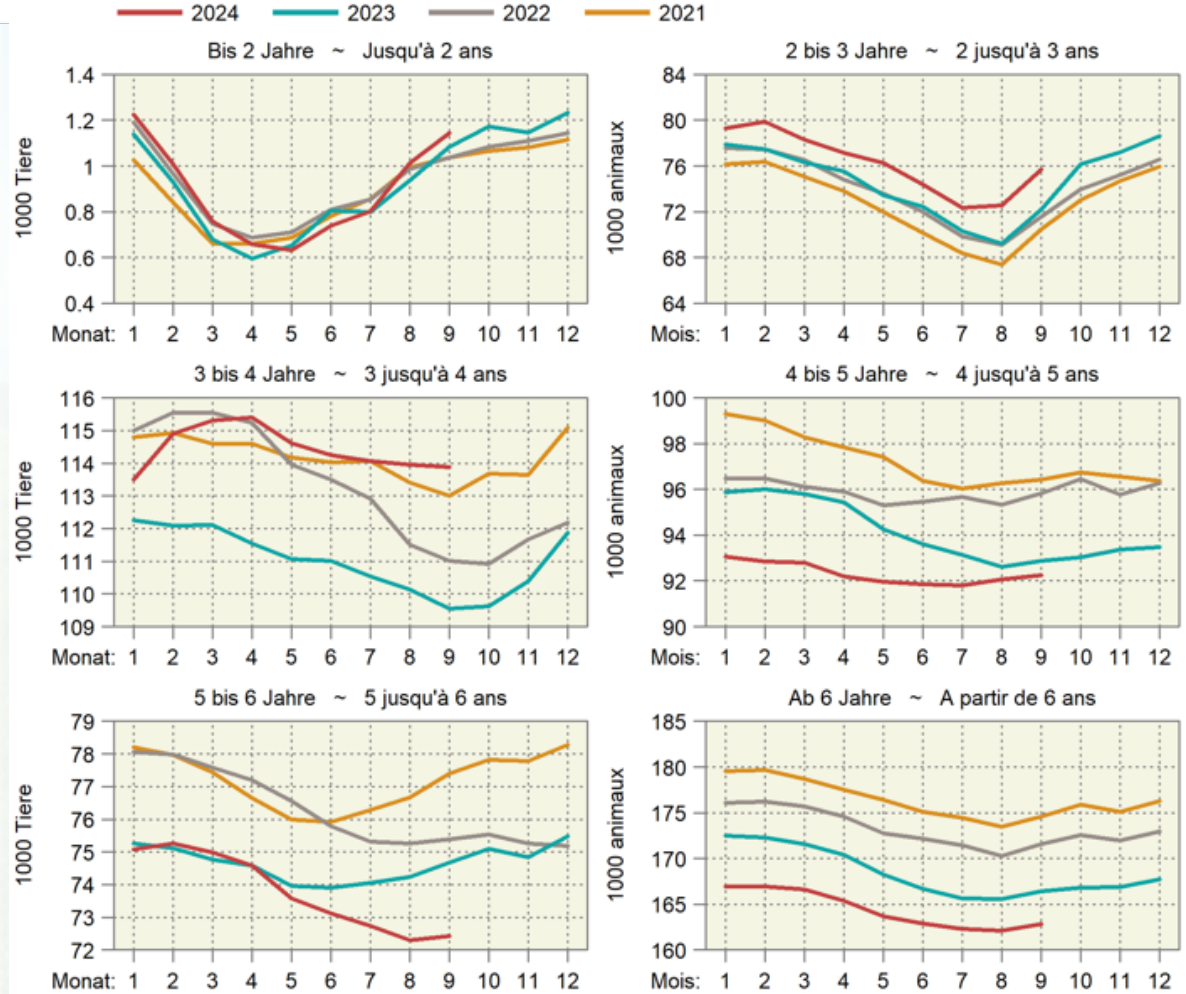 2024 2023 2022 2021
Bis 2 Jahre ~ Jusqu'à 2 ans
1000 Tiere
1.4
1.2
1
0.8
0.6
0.4
Monat: 1 2 3 4 5 6 7 8 9 10 11 12
2 bis 3 Jahre ~ 2 jusqu'à 3 ans
1000 animaux
84
80
76
72
68
64
Mois: 1 2 3 4 5 6 7 8 9 10 11 12
3 bis 4 Jahre ~ 3 jusqu'à 4 ans
1000 Tiere
116
115
114
113
112
111
110
109
Monat: 1 2 3 4 5 6 7 8 9 10 11 12
4 bis 5 Jahre ~ 4 jusqu'à 5 ans
1000 animaux
100
98
96
94
92
90
Mois: 1 2 3 4 5 6 7 8 9 10 11 12
5 bis 6 Jahre ~ 5 jusqu'à 6 ans
1000 Tiere
79
78
77
76
75
74
73
72
Monat: 1 2 3 4 5 6 7 8 9 10 11 12
Ab 6 Jahre ~ A partir de 6 ans
1000 animaux
185
180
175
170
165
160
Mois: 1 2 3 4 5 6 7 8 9 10 11 12